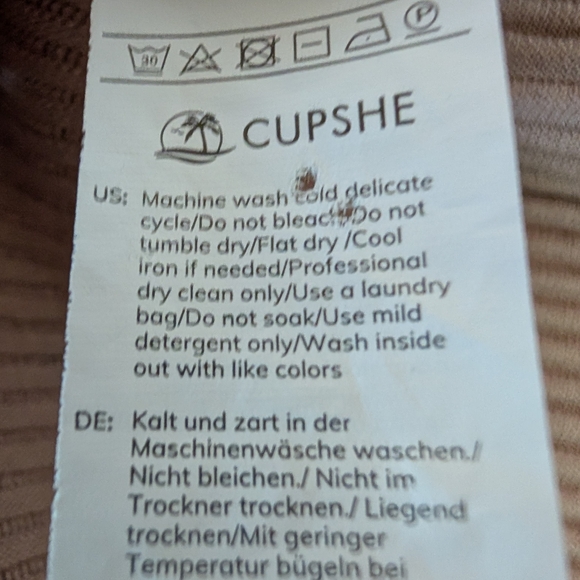 30
P
CUPSHE
US: Machine wash cold delicate
cycle/Do not bleach/Do not
tumble dry/Flat dry /Cool
iron if needed/Professional
dry clean only/Use a laundry
bag/Do not soak/Use mild
detergent only/Wash inside
out with like colors
DE: Kalt und zart in der
Maschinenwäsche waschen./
Nicht bleichen./ Nicht im
Trockner trocknen./ Liegend
trocknen/Mit geringer
Temperatur bügeln bei